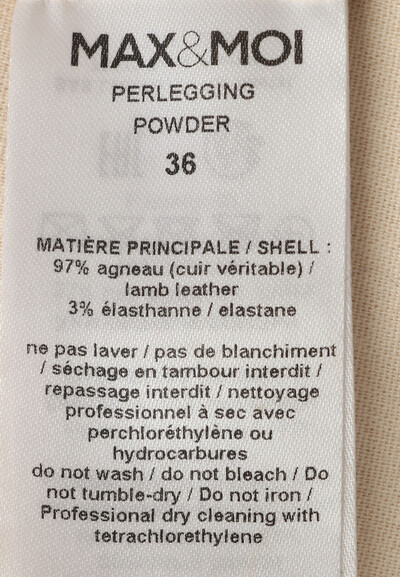 MAX&MOI
PERLEGGING
POWDER
36
MATIÈRE PRINCIPALE / SHELL :
97% agneau (cuir véritable) /
lamb leather
3% élasthanne / elastane
ne pas laver / pas de blanchiment
/ séchage en tambour interdit /
repassage interdit / nettoyage
professionnel à sec avec
perchloréthylène ou
hydrocarbures
do not wash / do not bleach / Do
not tumble-dry / Do not iron /
Professional dry cleaning with
tetrachlorethylene